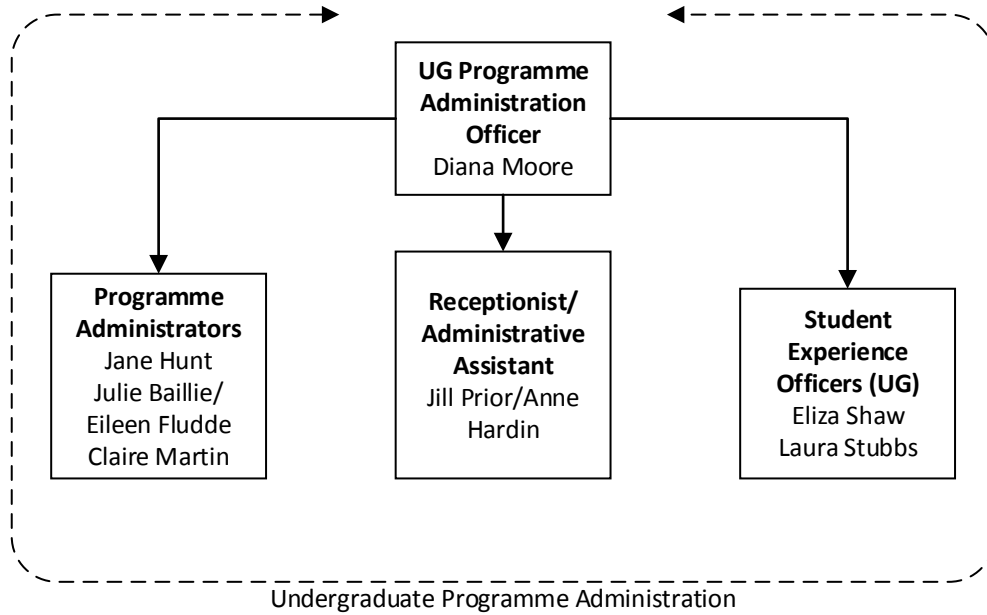 UG Programme
Administration
Officer
Diana Moore
Programme
Administrators
Jane Hunt
Julie Baillie/
Eileen Fludde
Claire Martin
Receptionist/
Administrative
Assistant
Jill Prior/Anne
Hardin
Student
Experience
Officers (UG)
Eliza Shaw
Laura Stubbs
Undergraduate Programme Administration